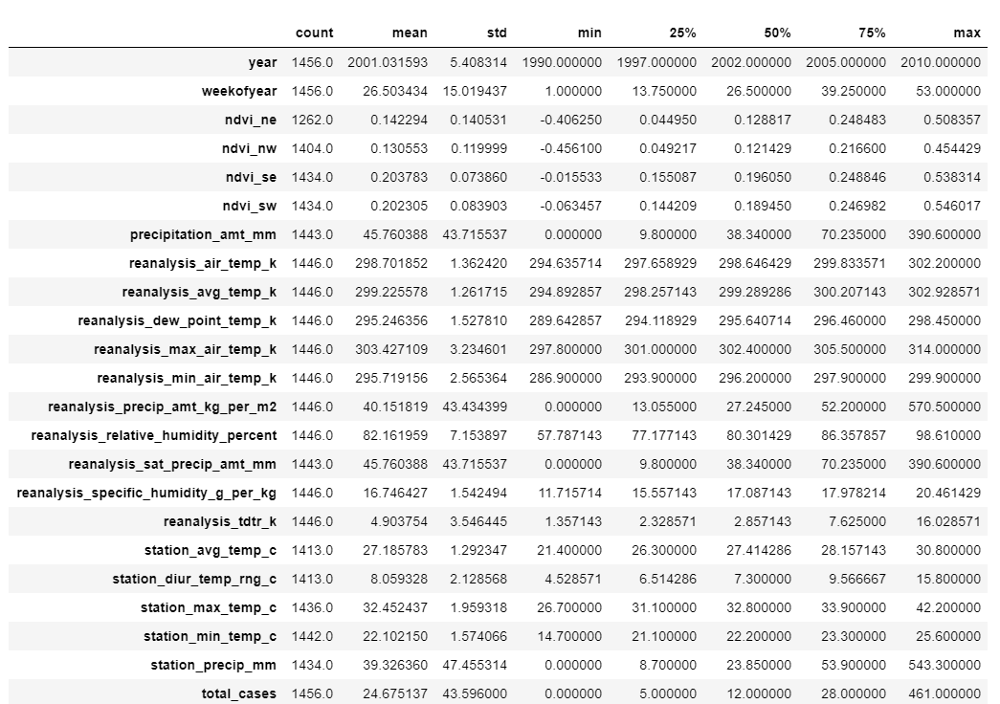 count mean std min 25% 50% 75% max
year 1456.0 2001.031593 5.408314 1990.000000 1997.000000 2002.000000 2005.000000 2010.000000
weekofyear 1456.0 26.503434 15.019437 1.000000 13.750000 26.500000 39.250000 53.000000
ndvi_ne 1262.0 0.142294 0.140531 -0.406250 0.044950 0.128817 0.248483 0.508357
ndvi_nw 1404.0 0.130553 0.119999 -0.456100 0.049217 0.121429 0.216600 0.454429
ndvi_se 1434.0 0.203783 0.073860 -0.015533 0.155087 0.196050 0.248846 0.538314
ndvi_sw 1434.0 0.202305 0.083903 -0.063457 0.144209 0.189450 0.246982 0.546017
precipitation_amt_mm 1443.0 45.760388 43.715537 0.000000 9.800000 38.340000 70.235000 390.600000
reanalysis_air_temp_k 1446.0 298.701852 1.362420 294.635714 297.658929 298.646429 299.833571 302.200000
reanalysis_avg_temp_k 1446.0 299.225578 1.261715 294.892857 298.257143 299.289286 300.207143 302.928571
reanalysis_dew_point_temp_k 1446.0 295.246356 1.527810 289.642857 294.118929 295.640714 296.460000 298.450000
reanalysis_max_air_temp_k 1446.0 303.427109 3.234601 297.800000 301.000000 302.400000 305.500000 314.000000
reanalysis_min_air_temp_k 1446.0 295.719156 2.565364 286.900000 293.900000 296.200000 297.900000 299.900000
reanalysis_precip_amt_kg_per_m2 1446.0 40.151819 43.434399 0.000000 13.055000 27.245000 52.200000 570.500000
reanalysis_relative_humidity_percent 1446.0 82.161959 7.153897 57.787143 77.177143 80.301429 86.357857 98.610000
reanalysis_sat_precip_amt_mm 1443.0 45.760388 43.715537 0.000000 9.800000 38.340000 70.235000 390.600000
reanalysis_specific_humidity_g_per_kg 1446.0 16.746427 1.542494 11.715714 15.557143 17.087143 17.978214 20.461429
reanalysis_tdtr_k 1446.0 4.903754 3.546445 1.357143 2.328571 2.857143 7.625000 16.028571
station_avg_temp_c 1413.0 27.185783 1.292347 21.400000 26.300000 27.414286 28.157143 30.800000
station_diur_temp_rng_c 1413.0 8.059328 2.128568 4.528571 6.514286 7.300000 9.566667 15.800000
station_max_temp_c 1436.0 32.452437 1.959318 26.700000 31.100000 32.800000 33.900000 42.200000
station_min_temp_c 1442.0 22.102150 1.574066 14.700000 21.100000 22.200000 23.300000 25.600000
station_precip_mm 1434.0 39.326360 47.455314 0.000000 8.700000 23.850000 53.900000 543.300000
total_cases 1456.0 24.675137 43.596000 0.000000 5.000000 12.000000 28.000000 461.000000